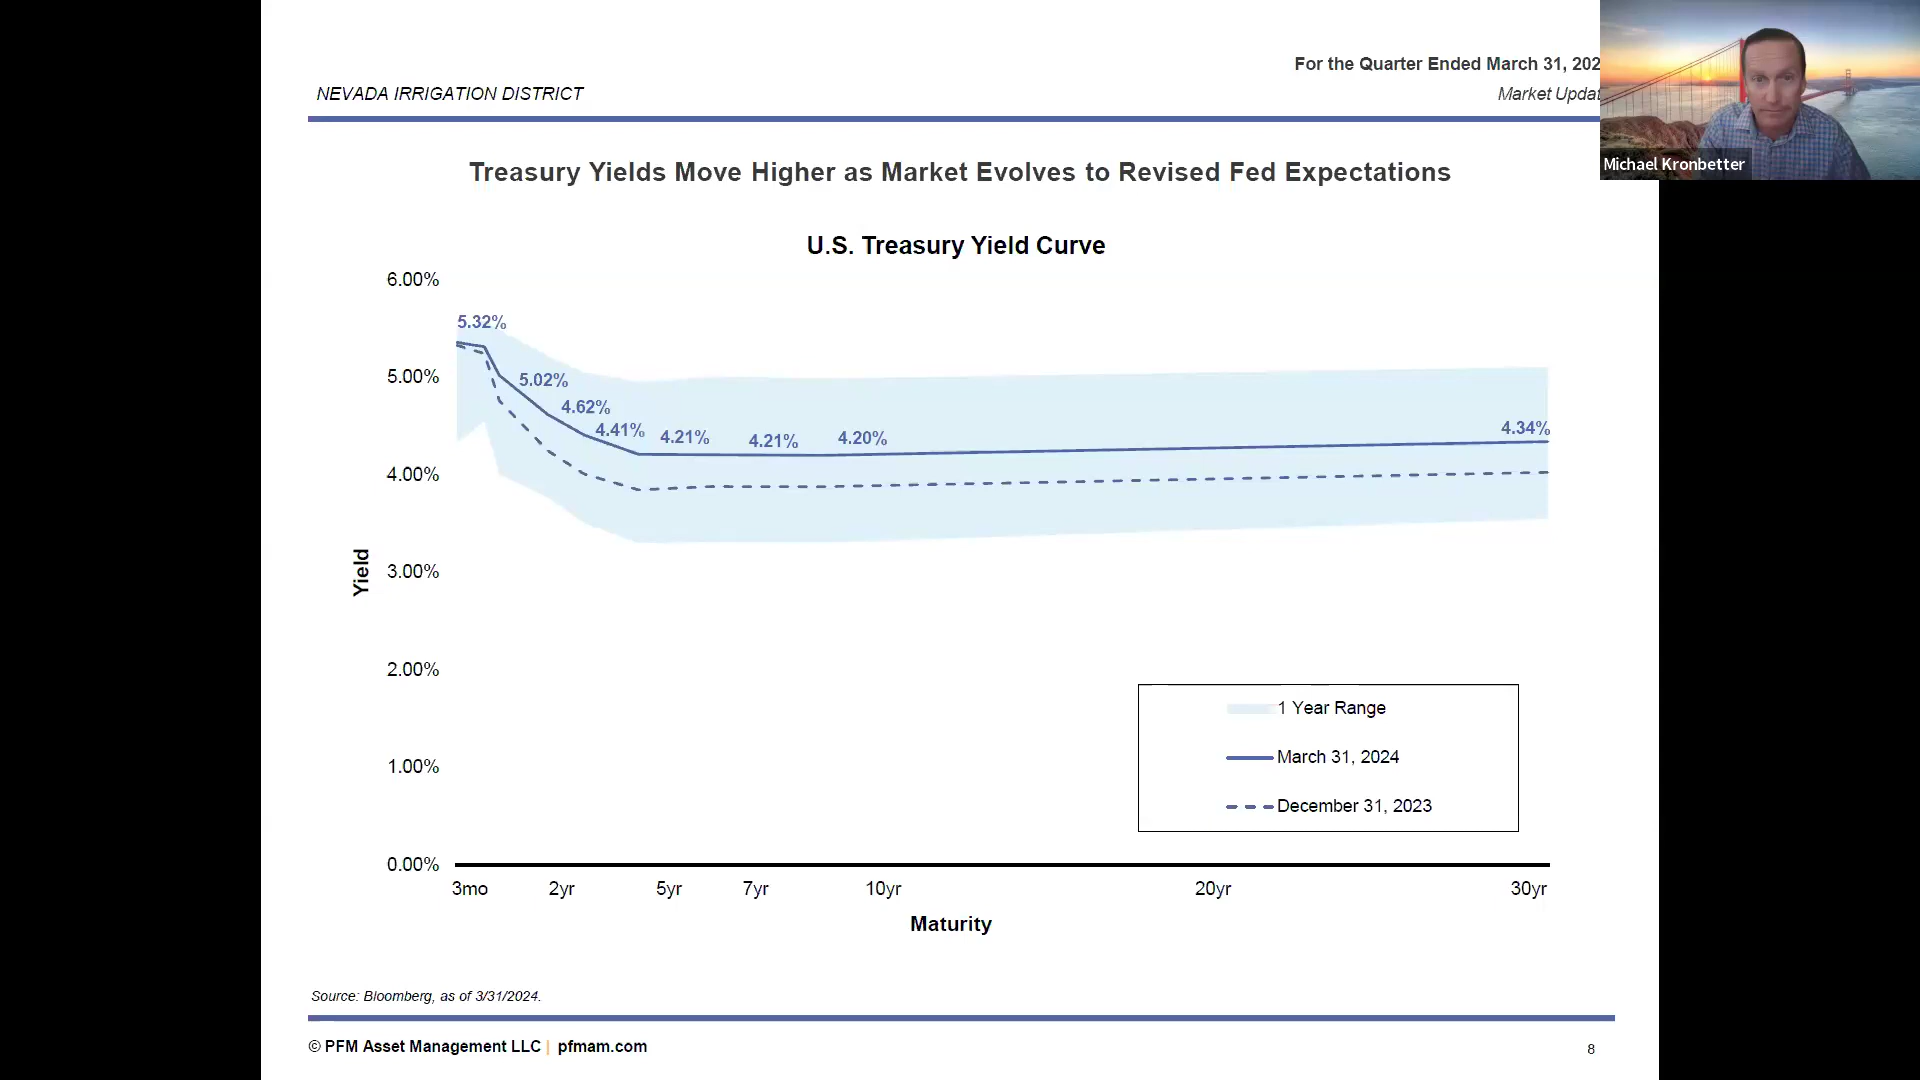 For the Quarter Ended March 31, 202
NEVADA IRRIGATION DISTRICT
Market Updat
Michael Kronbetter
Treasury Yields Move Higher as Market Evolves to Revised Fed Expectations
U.S. Treasury Yield Curve
6.00%
5.32%
5.00%
5.02%
4.62%
4.41%
4.21%
4.21%
4.20%
4.34%
4.00%
Yield
3.00%
2.00%
1 Year Range
March 31, 2024
1.00%
December 31, 2023
0.00%
3mo 2yr 5yr 7yr 10yr 20yr 30yr
Maturity
Source: Bloomberg, as of 3/31/2024.
© PFM Asset Management LLC | pfmam.com
8